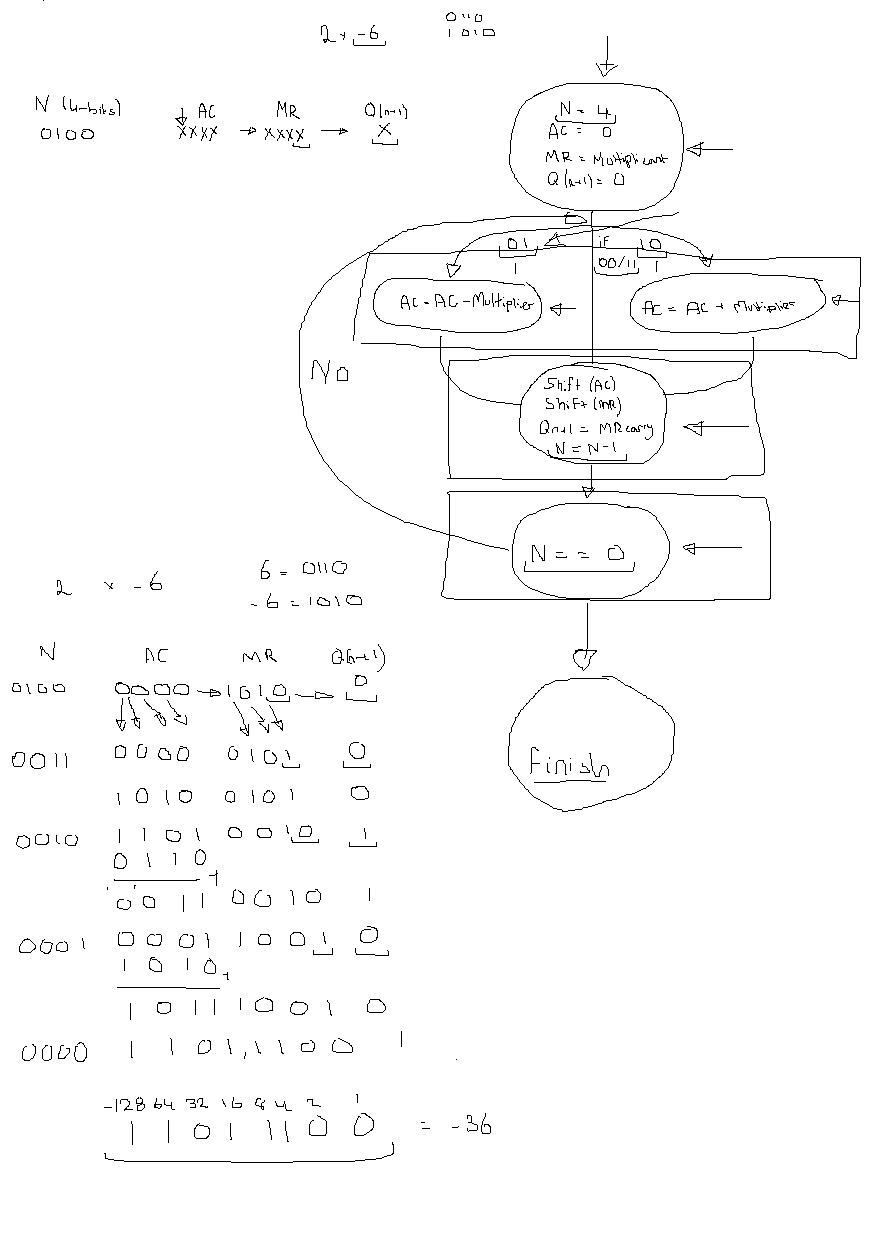 2 * -6
0110
1010
N (4-bits) AC MR Q(n+1)
0100 XXXX XXXX X
N = 4
AC = 0
MR = Multiplicant
Q(n+1) = 0
01 if 10
1 00/11 1
AC = AC - Multiplier
AC = AC + Multiplier
No
Shift (AC)
Shift (MR)
Qn+1 = MR carry
N = N-1
N == 0
Finish
2 * -6
6 = 0110
-6 = 1010
N AC MR Q(n+1)
0100 0000 1010 0
0011 0000 0101 0
1010 0101 0
0010 1101 0010 1
0110 +
0011 0010 1
0001 0001 1001 0
1010 +
1011 1001 0
0000 1101, 1100 1
-128 64 32 16 8 4 2 1
1 1 0 1 1 1 0 0 = -36